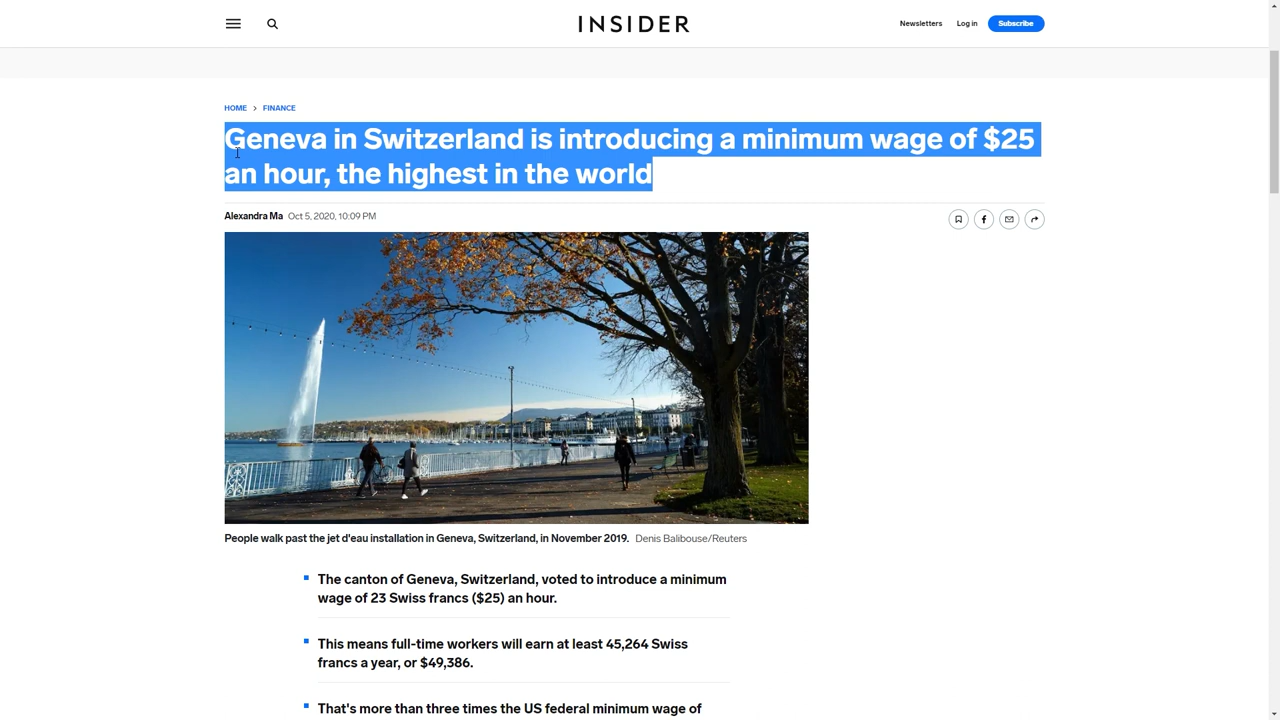 INSIDER
Newsletters
Log in
Subscribe
HOME > FINANCE
Geneva in Switzerland is introducing a minimum wage of $25
an hour, the highest in the world
Alexandra Ma Oct 5, 2020, 10:09 PM
People walk past the jet d'eau installation in Geneva, Switzerland, in November 2019. Denis Balibouse/Reuters
The canton of Geneva, Switzerland, voted to introduce a minimum
wage of 23 Swiss francs ($25) an hour.
This means full-time workers will earn at least 45,264 Swiss
francs a year, or $49,386.
That's more than three times the US federal minimum wage of